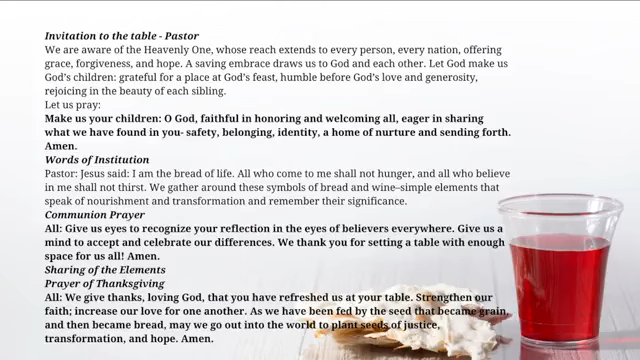 Invitation to the table - Pastor
We are aware of the Heavenly One, whose reach extends to every person, every nation, offering
grace, forgiveness, and hope. A saving embrace draws us to God and each other. Let God make us
God's children: grateful for a place at God's feast, humble before God's love and generosity,
rejoicing in the beauty of each sibling.
Let us pray:
Make us your children: O God, faithful in honoring and welcoming all, eager in sharing
what we have found in you- safety, belonging, identity, a home of nurture and sending forth.
Amen.
Words of Institution
Pastor: Jesus said: I am the bread of life. All who come to me shall not hunger, and all who believe
in me shall not thirst. We gather around these symbols of bread and wine–simple elements that
speak of nourishment and transformation and remember their significance.
Communion Prayer
All: Give us eyes to recognize your reflection in the eyes of believers everywhere. Give us a
mind to accept and celebrate our differences. We thank you for setting a table with enough
space for us all! Amen.
Sharing of the Elements
Prayer of Thanksgiving
All: We give thanks, loving God, that you have refreshed us at your table. Strengthen our
faith; increase our love for one another. As we have been fed by the seed that became grain,
and then became bread, may we go out into the world to plant seeds of justice,
transformation, and hope. Amen.